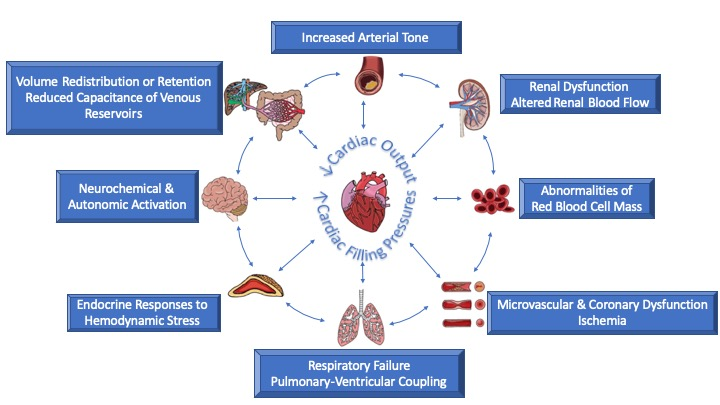 Increased Arterial Tone
Volume Redistribution or Retention
Reduced Capacitance of Venous
Reservoirs
Renal Dysfunction
Altered Renal Blood Flow
↓Cardiac Output
↑Cardiac Filling Pressures
Neurochemical &
Autonomic Activation
Abnormalities of
Red Blood Cell Mass
Endocrine Responses to
Hemodynamic Stress
Microvascular & Coronary Dysfunction
Ischemia
Respiratory Failure
Pulmonary-Ventricular Coupling